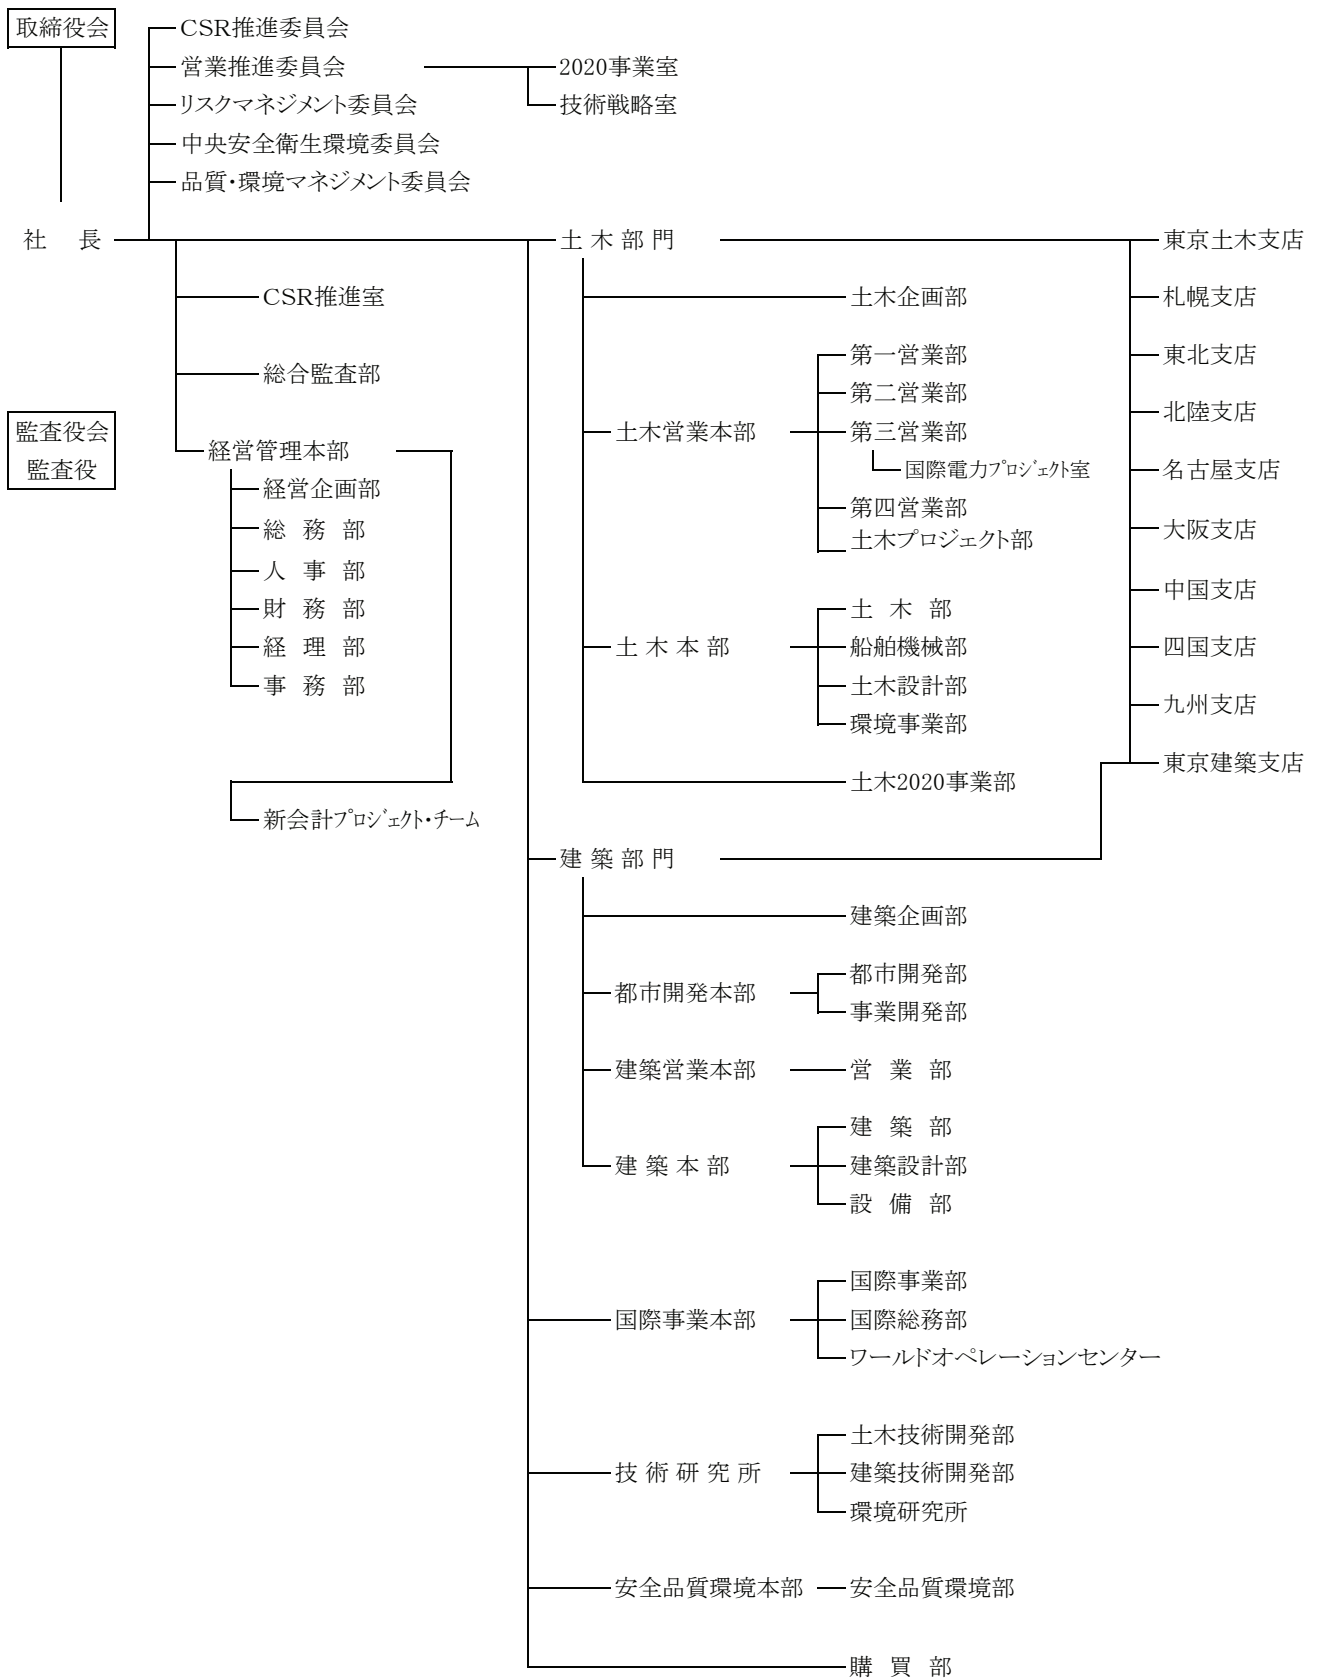 取締役会
CSR推進委員会
営業推進委員会
2020事業室
リスクマネジメント委員会
技術戦略室
中央安全衛生環境委員会
品質・環境マネジメント委員会
社 長
土 木 部 門
東京土木支店
CSR推進室
土木企画部
札幌支店
第一営業部
東北支店
総合監査部
第二営業部
北陸支店
監査役会
監査役
土木営業本部
第三営業部
経営管理本部
国際電力プロジェクト室
名古屋支店
経営企画部
第四営業部
総 務 部
土木プロジェクト部
大阪支店
人 事 部
中国支店
財 務 部
土 木 部
経 理 部
土 木 本 部
船舶機械部
四国支店
事 務 部
土木設計部
九州支店
環境事業部
東京建築支店
土木2020事業部
新会計プロジェクト・チーム
建 築 部 門
建築企画部
都市開発部
都市開発本部
事業開発部
建築営業本部
営 業 部
建 築 部
建 築 本 部
建築設計部
設 備 部
国際事業部
国際事業本部
国際総務部
ワールドオペレーションセンター
土木技術開発部
技 術 研 究 所
建築技術開発部
環境研究所
安全品質環境本部
安全品質環境部
購 買 部